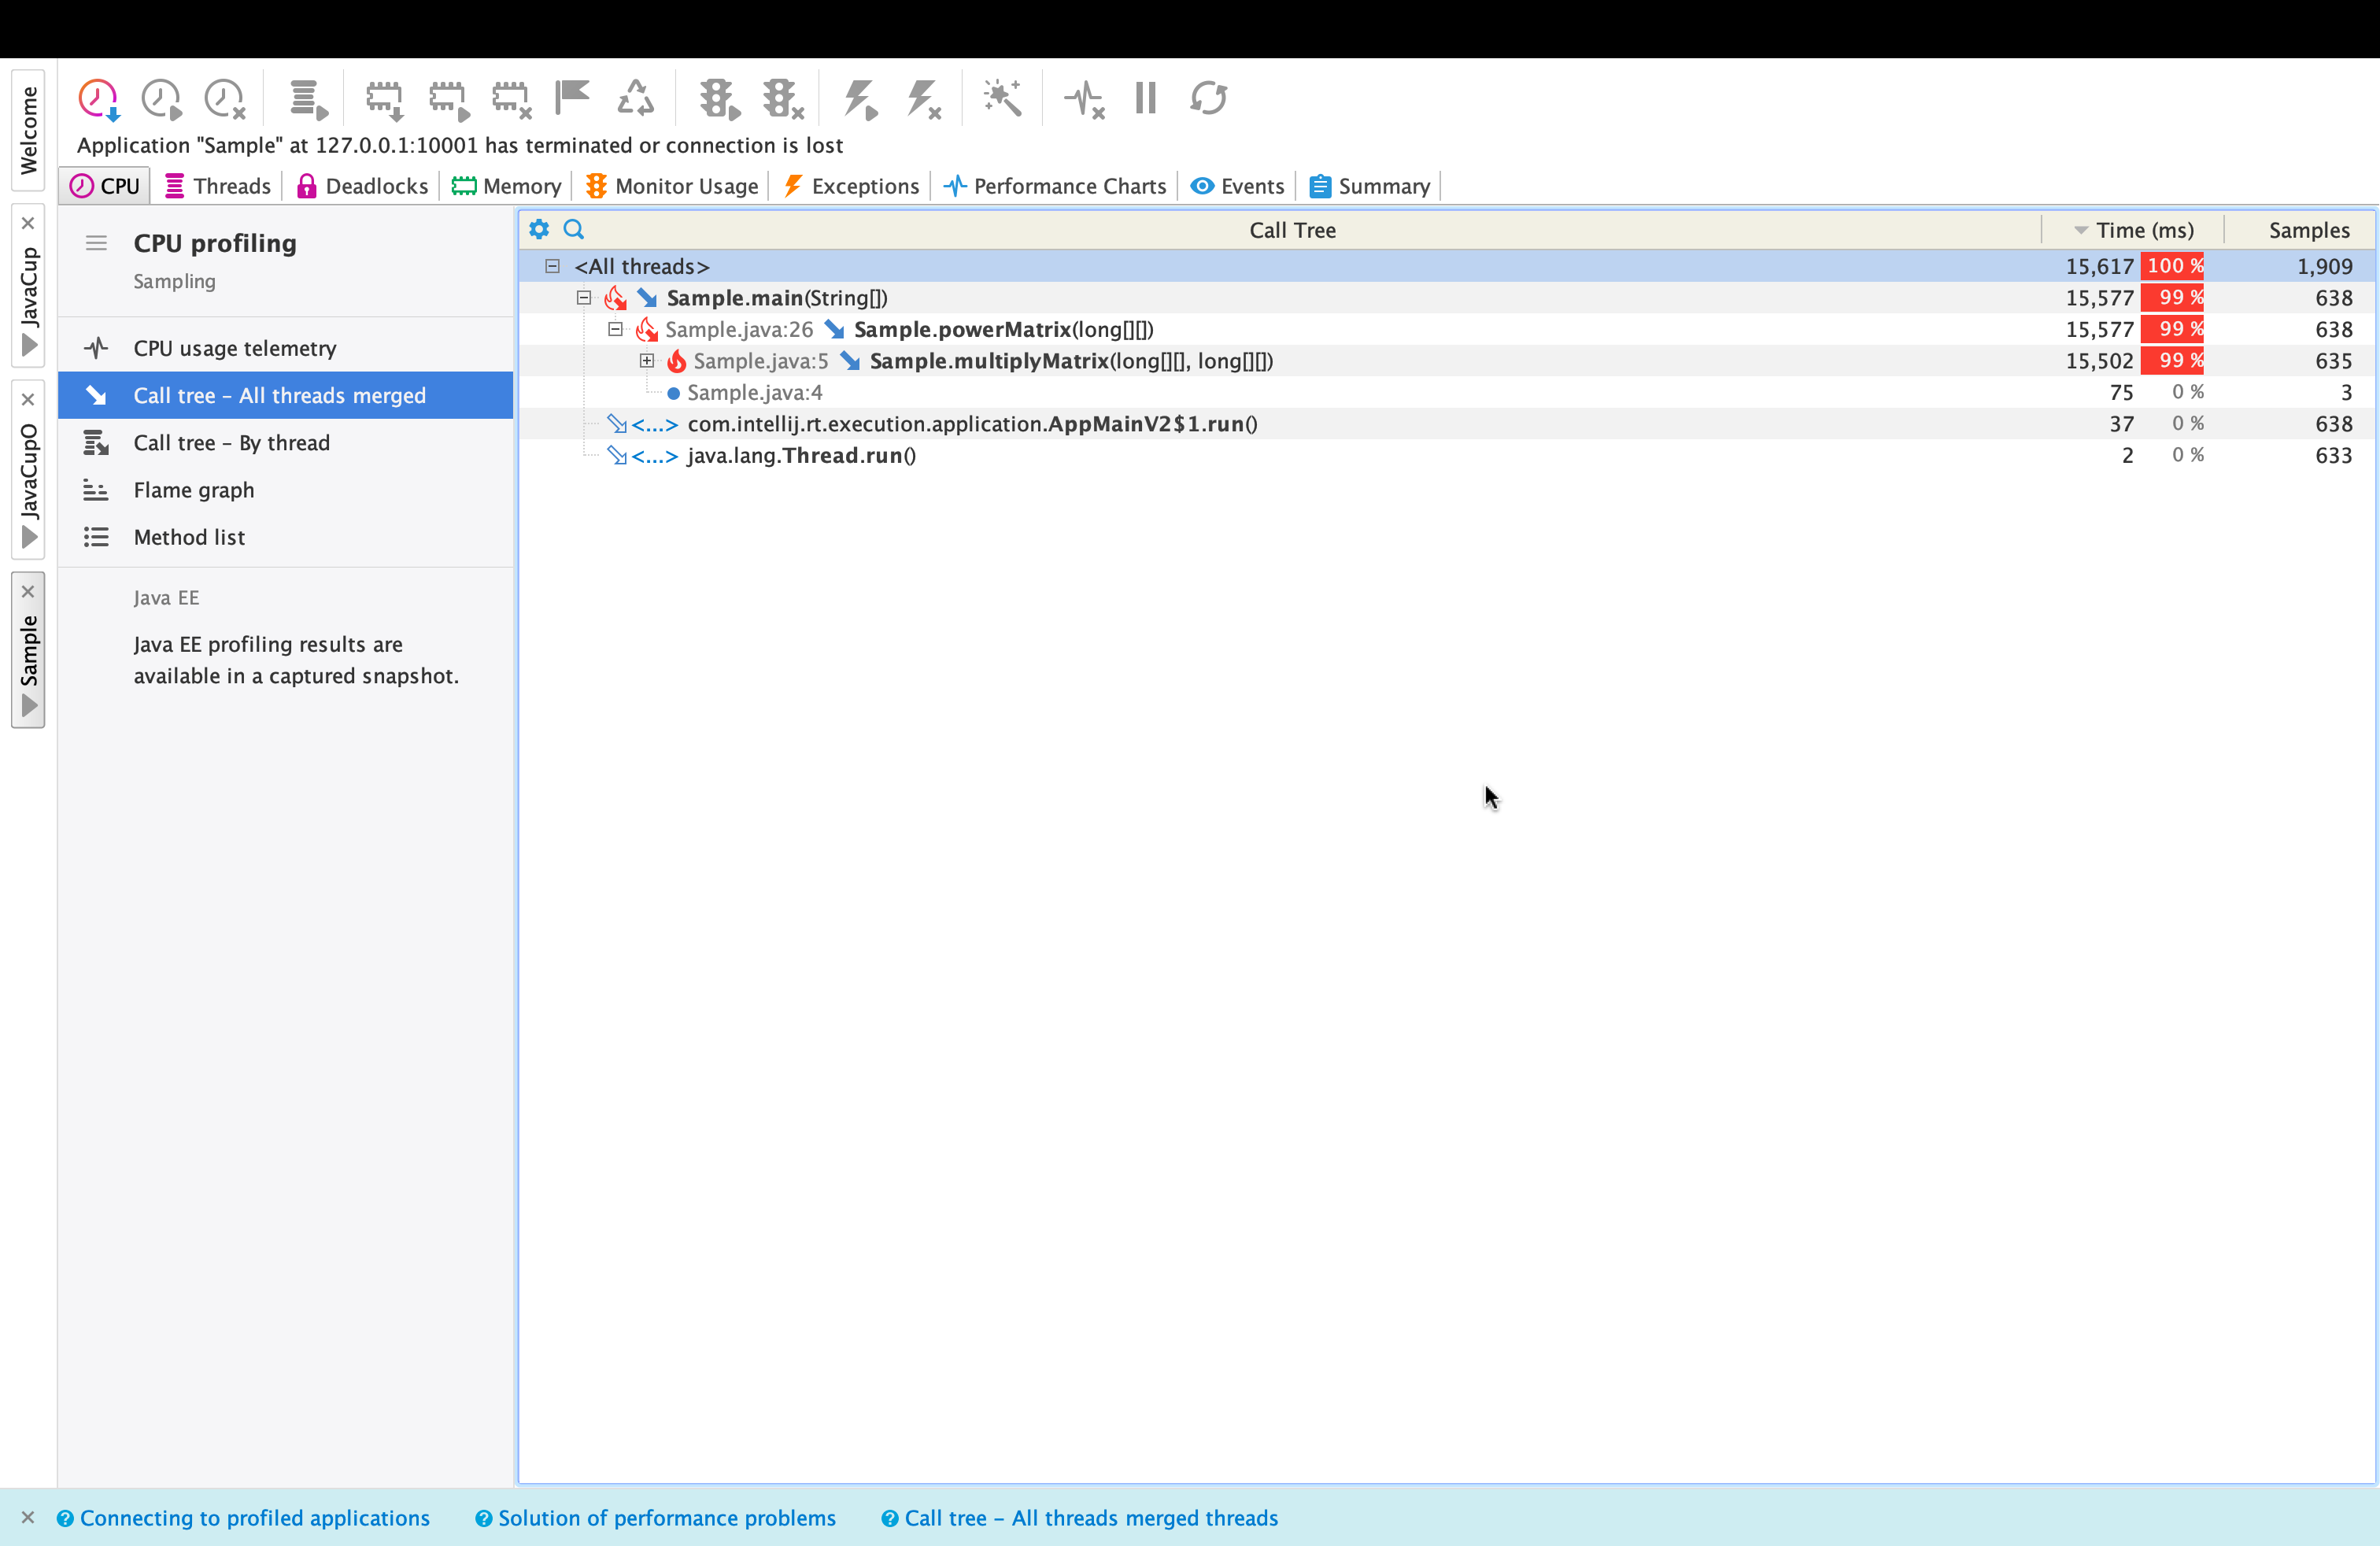 Welcome
JavaCup
JavaCupO
Sample
Application "Sample" at 127.0.0.1:10001 has terminated or connection is lost
CPU Threads Deadlocks Memory Monitor Usage Exceptions Performance Charts Events Summary
CPU profiling
Sampling
CPU usage telemetry
Call tree – All threads merged
Call tree – By thread
Flame graph
Method list
Java EE
Java EE profiling results are
available in a captured snapshot.
Call Tree Time (ms) Samples
<All threads> 15,617 100 % 1,909
Sample.main(String[]) 15,577 99 % 638
Sample.java:26 Sample.powerMatrix(long[][]) 15,577 99 % 638
Sample.java:5 Sample.multiplyMatrix(long[][], long[][]) 15,502 99 % 635
Sample.java:4 75 0 % 3
<...> com.intellij.rt.execution.application.AppMainV2$1.run() 37 0 % 638
<...> java.lang.Thread.run() 2 0 % 633
Connecting to profiled applications Solution of performance problems Call tree – All threads merged threads